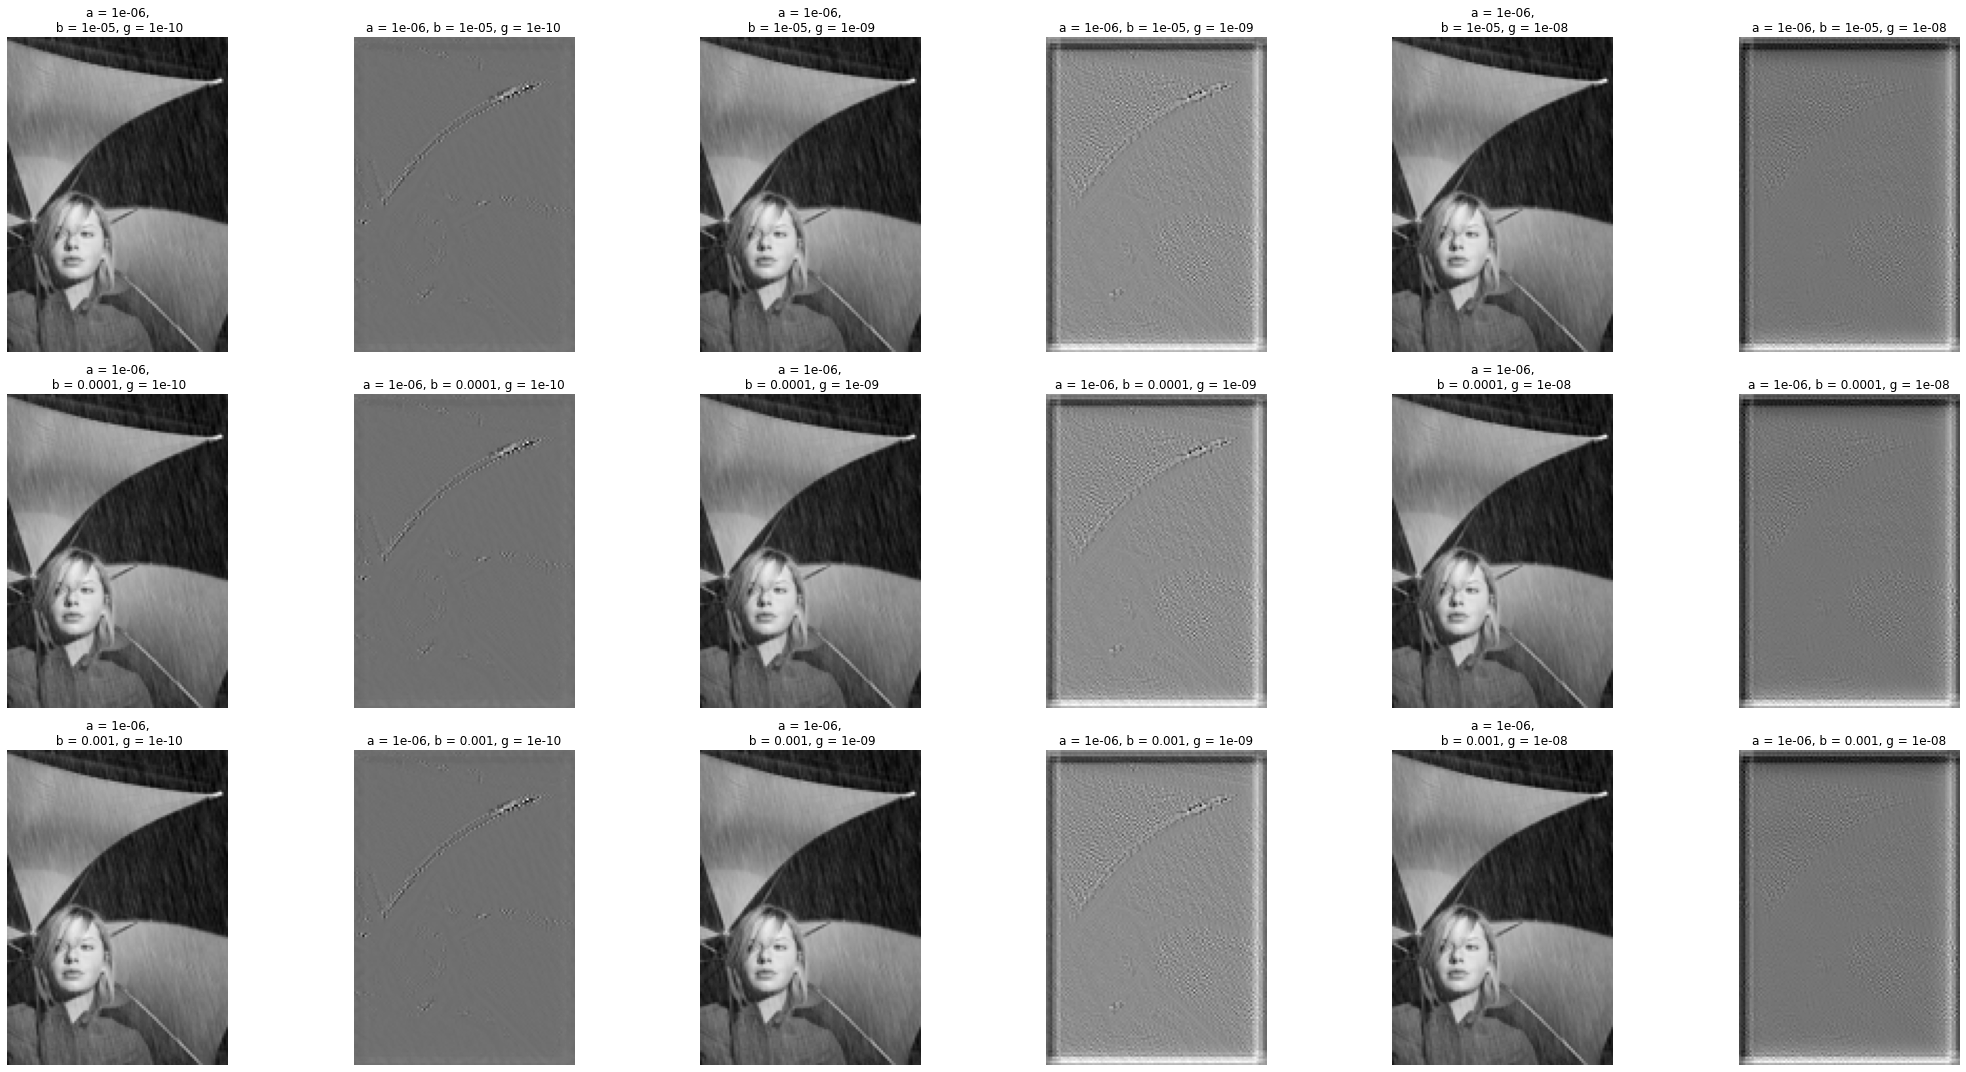 a = 1e-06,
b = 1e-05, g = 1e-10
a = 1e-06, b = 1e-05, g = 1e-10
a = 1e-06,
b = 1e-05, g = 1e-09
a = 1e-06, b = 1e-05, g = 1e-09
a = 1e-06,
b = 1e-05, g = 1e-08
a = 1e-06, b = 1e-05, g = 1e-08
a = 1e-06,
b = 0.0001, g = 1e-10
a = 1e-06, b = 0.0001, g = 1e-10
a = 1e-06,
b = 0.0001, g = 1e-09
a = 1e-06, b = 0.0001, g = 1e-09
a = 1e-06,
b = 0.0001, g = 1e-08
a = 1e-06, b = 0.0001, g = 1e-08
a = 1e-06,
b = 0.001, g = 1e-10
a = 1e-06, b = 0.001, g = 1e-10
a = 1e-06,
b = 0.001, g = 1e-09
a = 1e-06, b = 0.001, g = 1e-09
a = 1e-06,
b = 0.001, g = 1e-08
a = 1e-06, b = 0.001, g = 1e-08